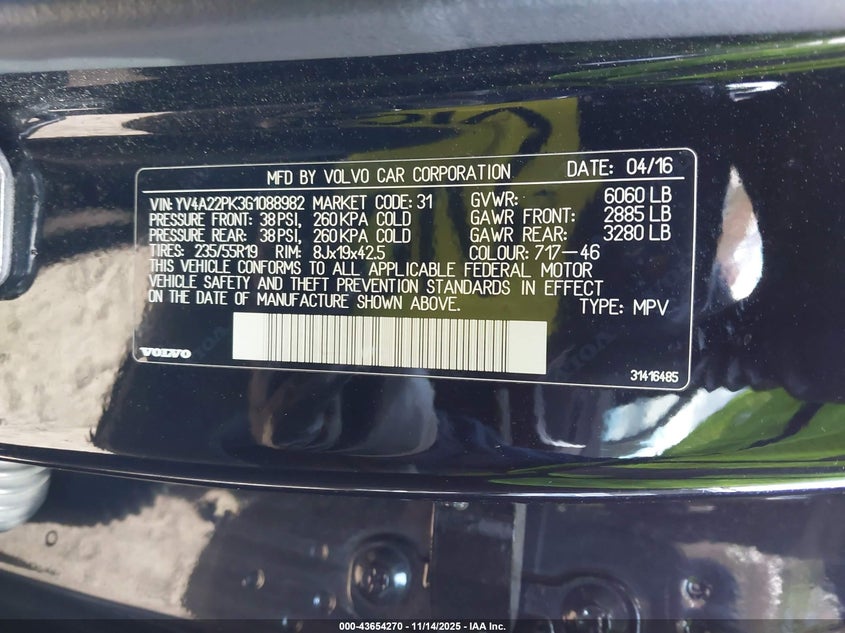 MFD BY VOLVO CAR CORPORATION DATE: 04/16
VIN: YV4A22PK3G1088982 MARKET CODE: 31 GVWR: 6060 LB
PRESSURE FRONT: 38 PSI, 260 KPA COLD GAWR FRONT: 2885 LB
PRESSURE REAR: 38 PSI, 260 KPA COLD GAWR REAR: 3280 LB
TIRES: 235/55R19 RIM: 8Jx19x42.5 COLOUR: 717-46
THIS VEHICLE CONFORMS TO ALL APPLICABLE FEDERAL MOTOR
VEHICLE SAFETY AND THEFT PREVENTION STANDARDS IN EFFECT
ON THE DATE OF MANUFACTURE SHOWN ABOVE. TYPE: MPV
VOLVO 31416485
000-43654270 - 11/14/2025 - IAA Inc.